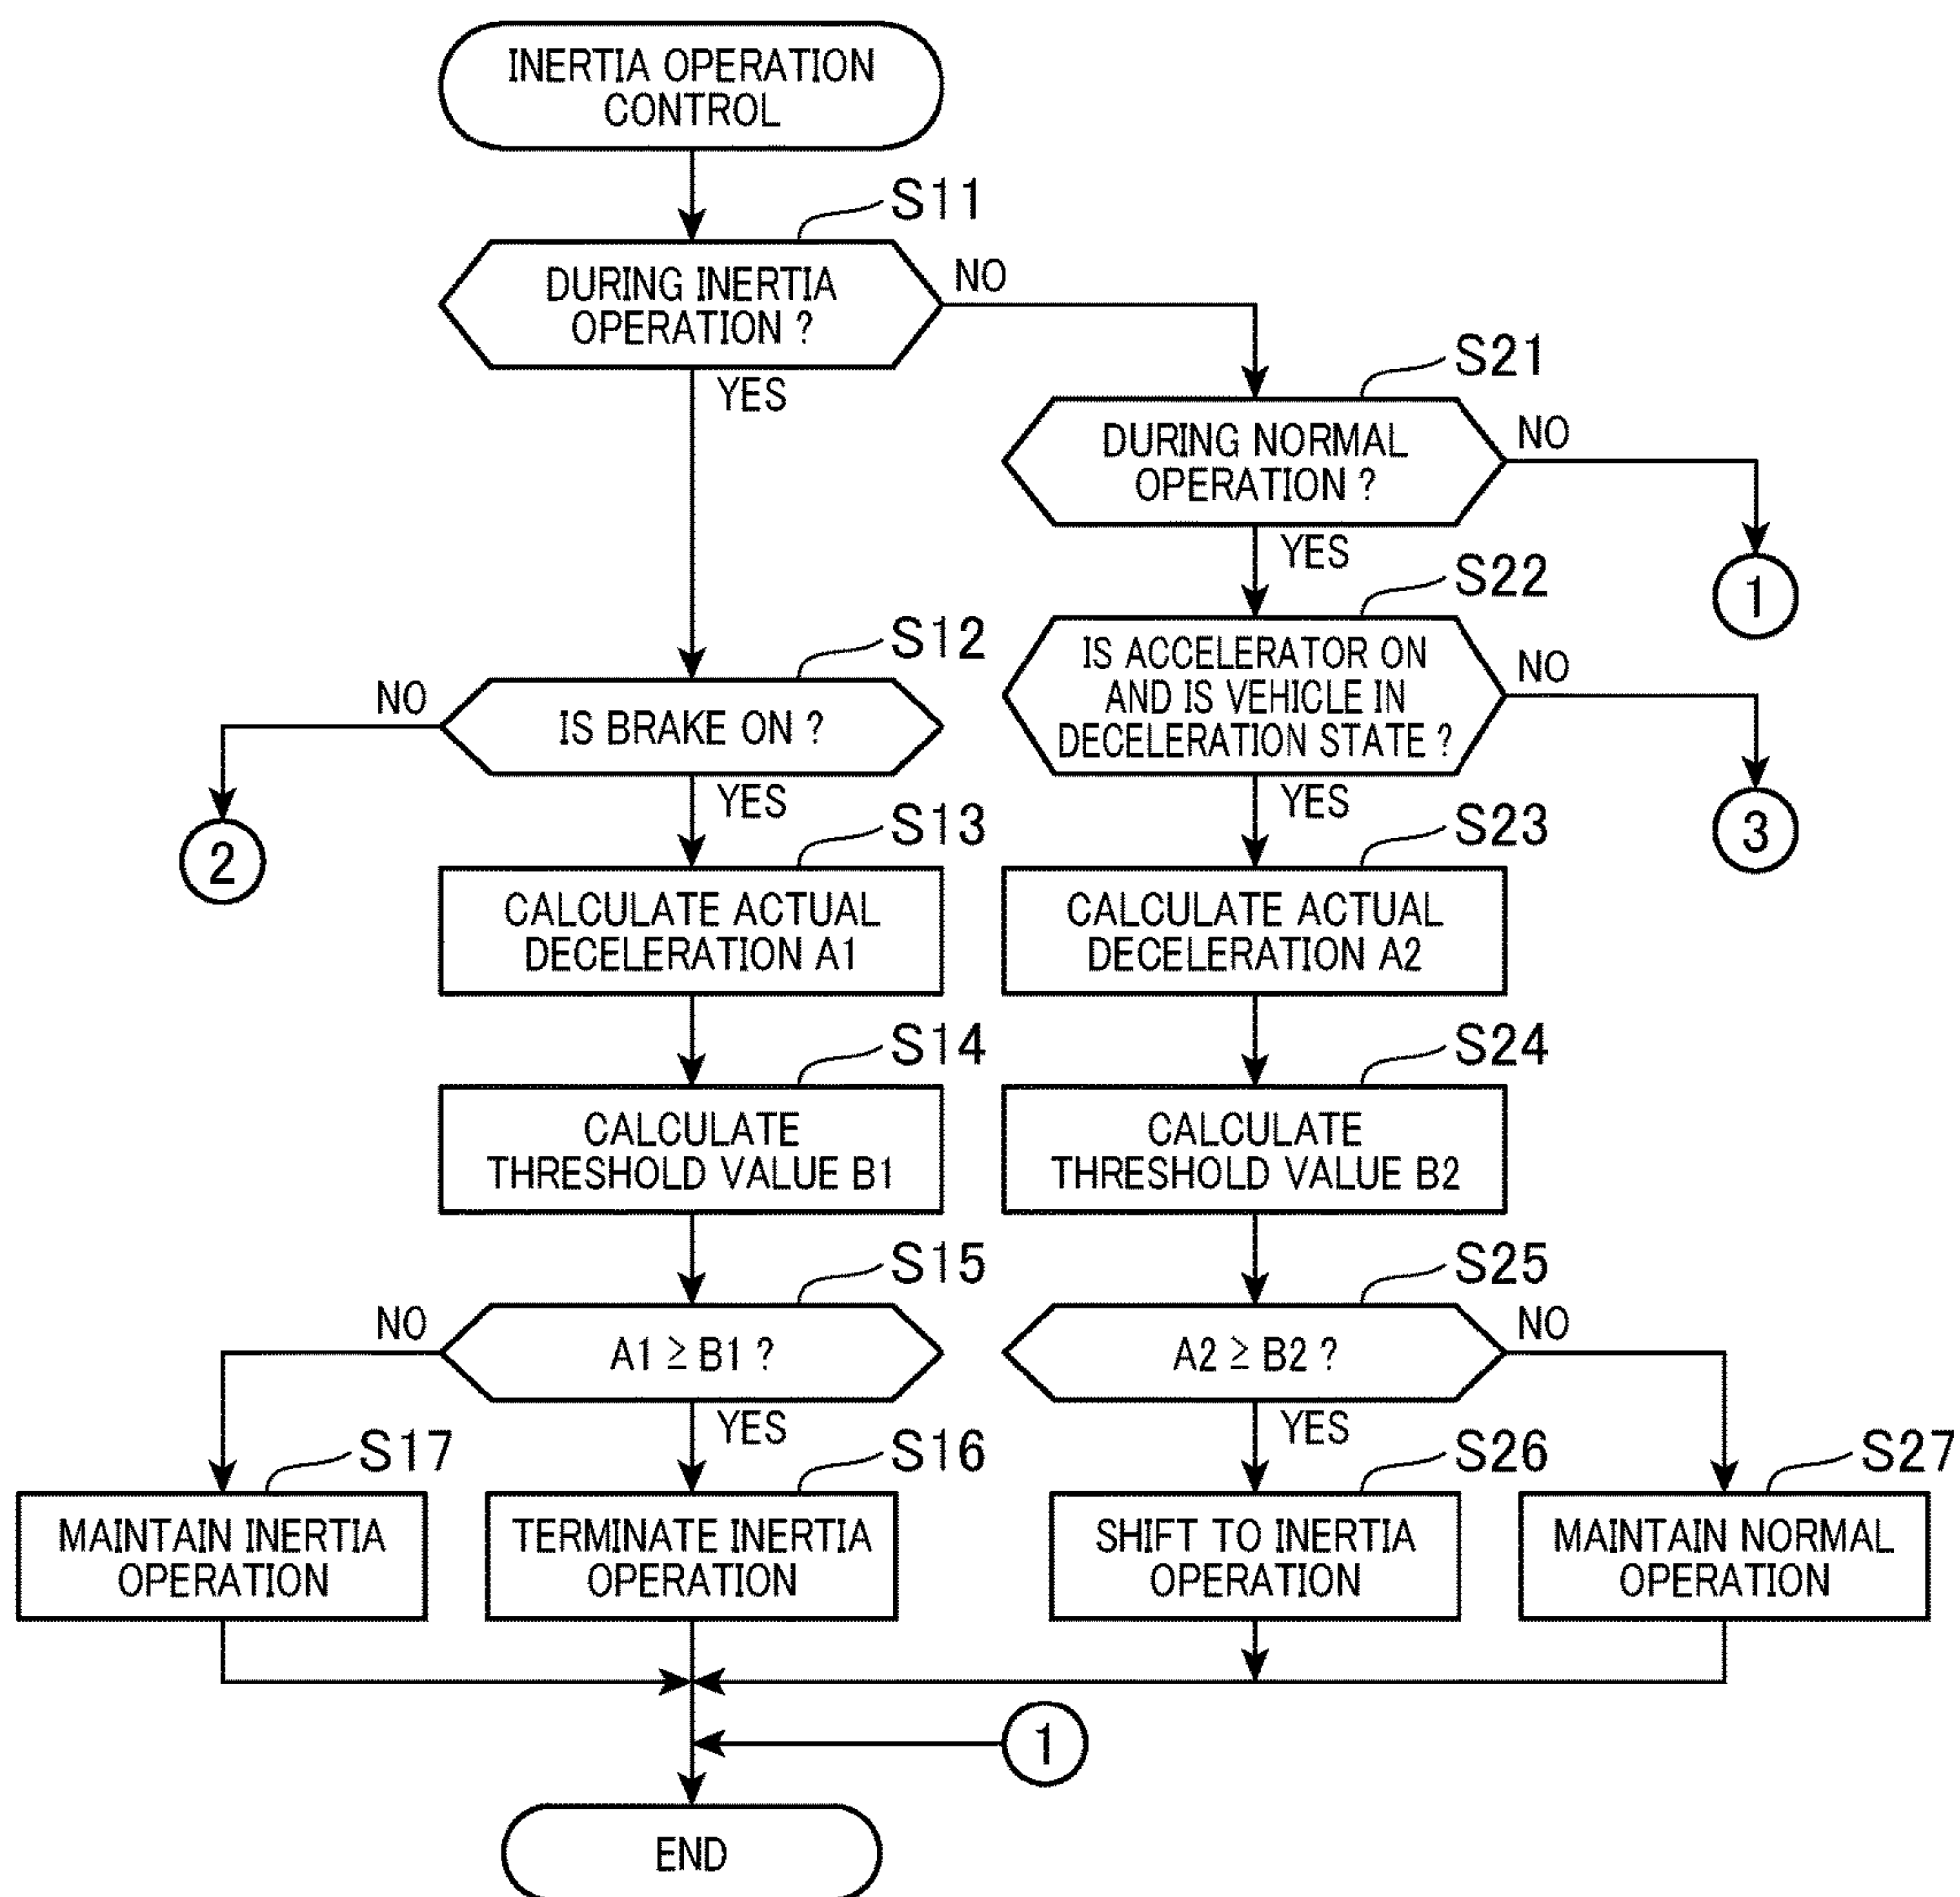 INERTIA OPERATION
CONTROL
S11
DURING INERTIA
OPERATION ?
NO
YES
S21
DURING NORMAL
OPERATION ?
NO
YES
1
S12
IS BRAKE ON ?
NO
YES
2
S22
IS ACCELERATOR ON
AND IS VEHICLE IN
DECELERATION STATE ?
NO
YES
3
S13
CALCULATE ACTUAL
DECELERATION A1
S23
CALCULATE ACTUAL
DECELERATION A2
S14
CALCULATE
THRESHOLD VALUE B1
S24
CALCULATE
THRESHOLD VALUE B2
S15
A1 ≥ B1 ?
NO
YES
S25
A2 ≥ B2 ?
NO
YES
S17
MAINTAIN INERTIA
OPERATION
S16
TERMINATE INERTIA
OPERATION
S26
SHIFT TO INERTIA
OPERATION
S27
MAINTAIN NORMAL
OPERATION
1
END